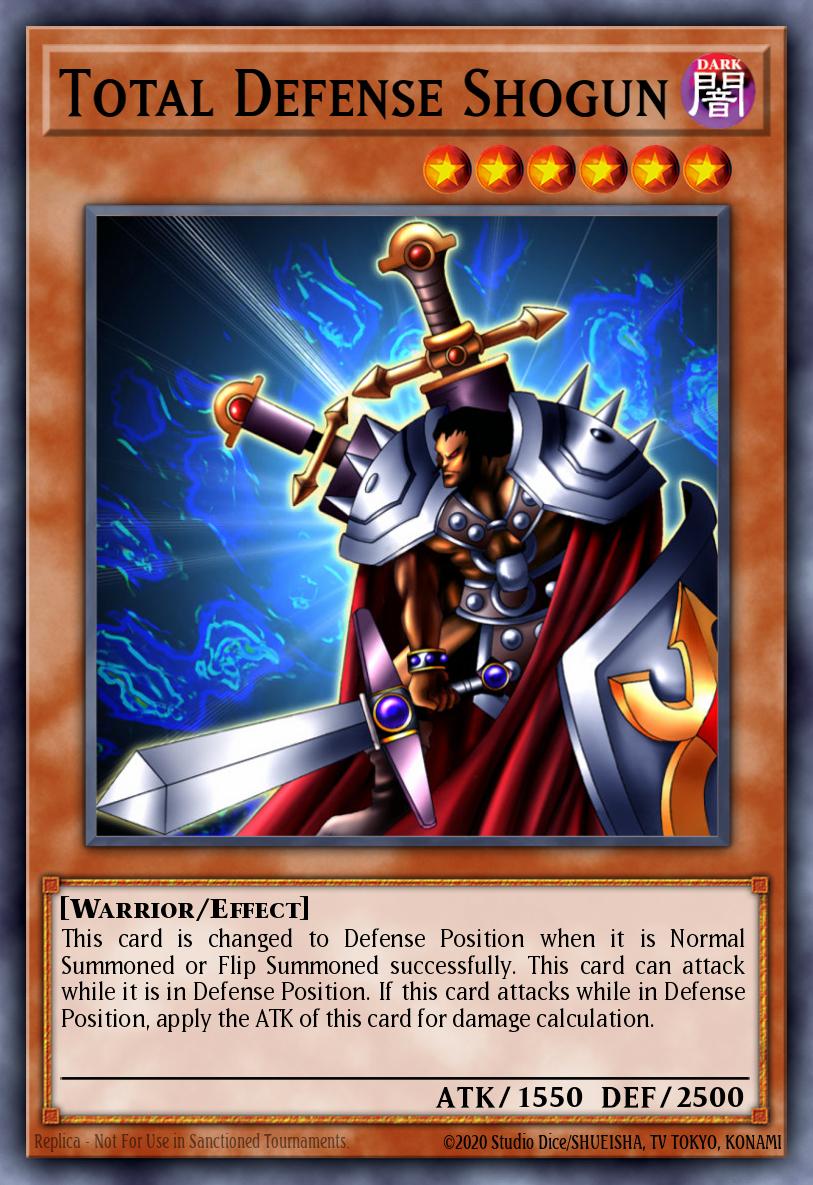 TOTAL DEFENSE SHOGUN
DARK
闇
[WARRIOR/EFFECT]
This card is changed to Defense Position when it is Normal
Summoned or Flip Summoned successfully. This card can attack
while it is in Defense Position. If this card attacks while in Defense
Position, apply the ATK of this card for damage calculation.
ATK/1550 DEF/2500
Replica - Not For Use in Sanctioned Tournaments.
©2020 Studio Dice/SHUEISHA, TV TOKYO, KONAMI